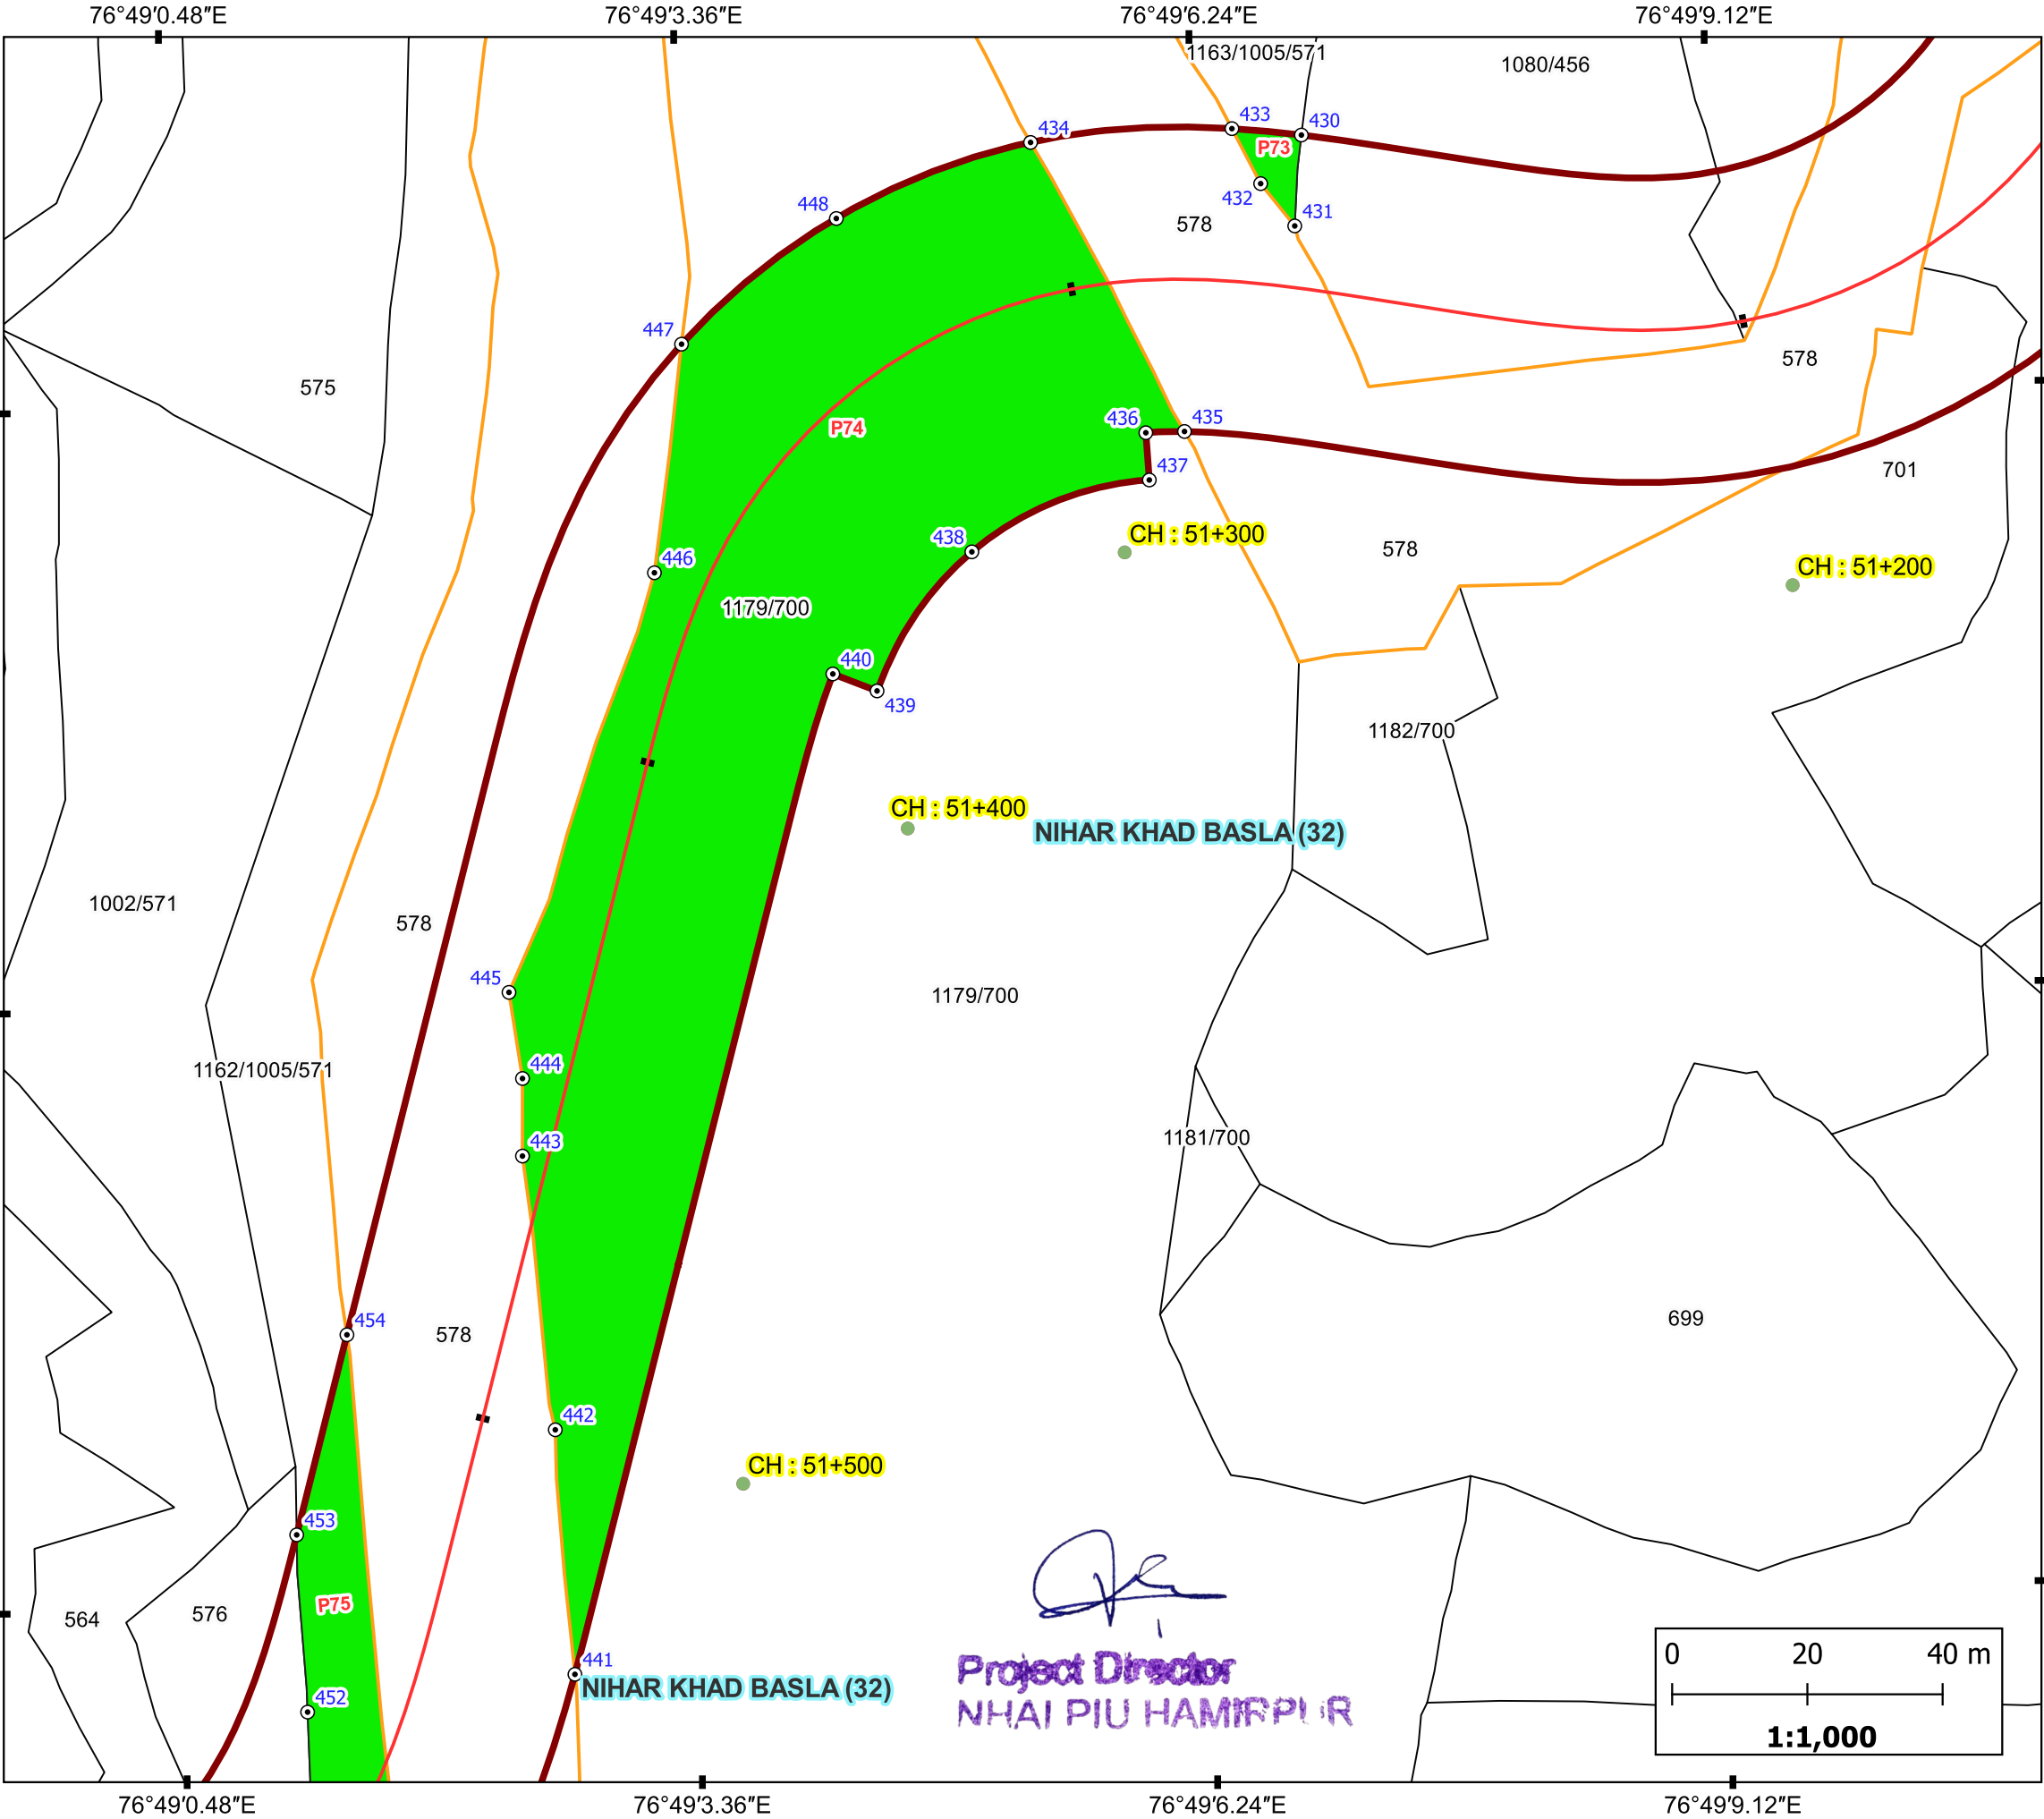 76°49′0.48″E 76°49′3.36″E 76°49′6.24″E 76°49′9.12″E
1163/1005/571
1080/456
433 430
434
P73
432
448
431
578
447
578
575
P74
436 435
437
701
438
CH : 51+300
578
CH : 51+200
446
1179/700
440
439
1182/700
CH : 51+400
NIHAR KHAD BASLA (32)
1002/571
578
445
1179/700
1162/1005/571
444
443
1181/700
454
578
699
442
CH : 51+500
453
P75
564
576
441
NIHAR KHAD BASLA (32)
452
Project Director
NHAI PIU HAMIRPUR
0 20 40 m
1:1,000
76°49′0.48″E 76°49′3.36″E 76°49′6.24″E 76°49′9.12″E